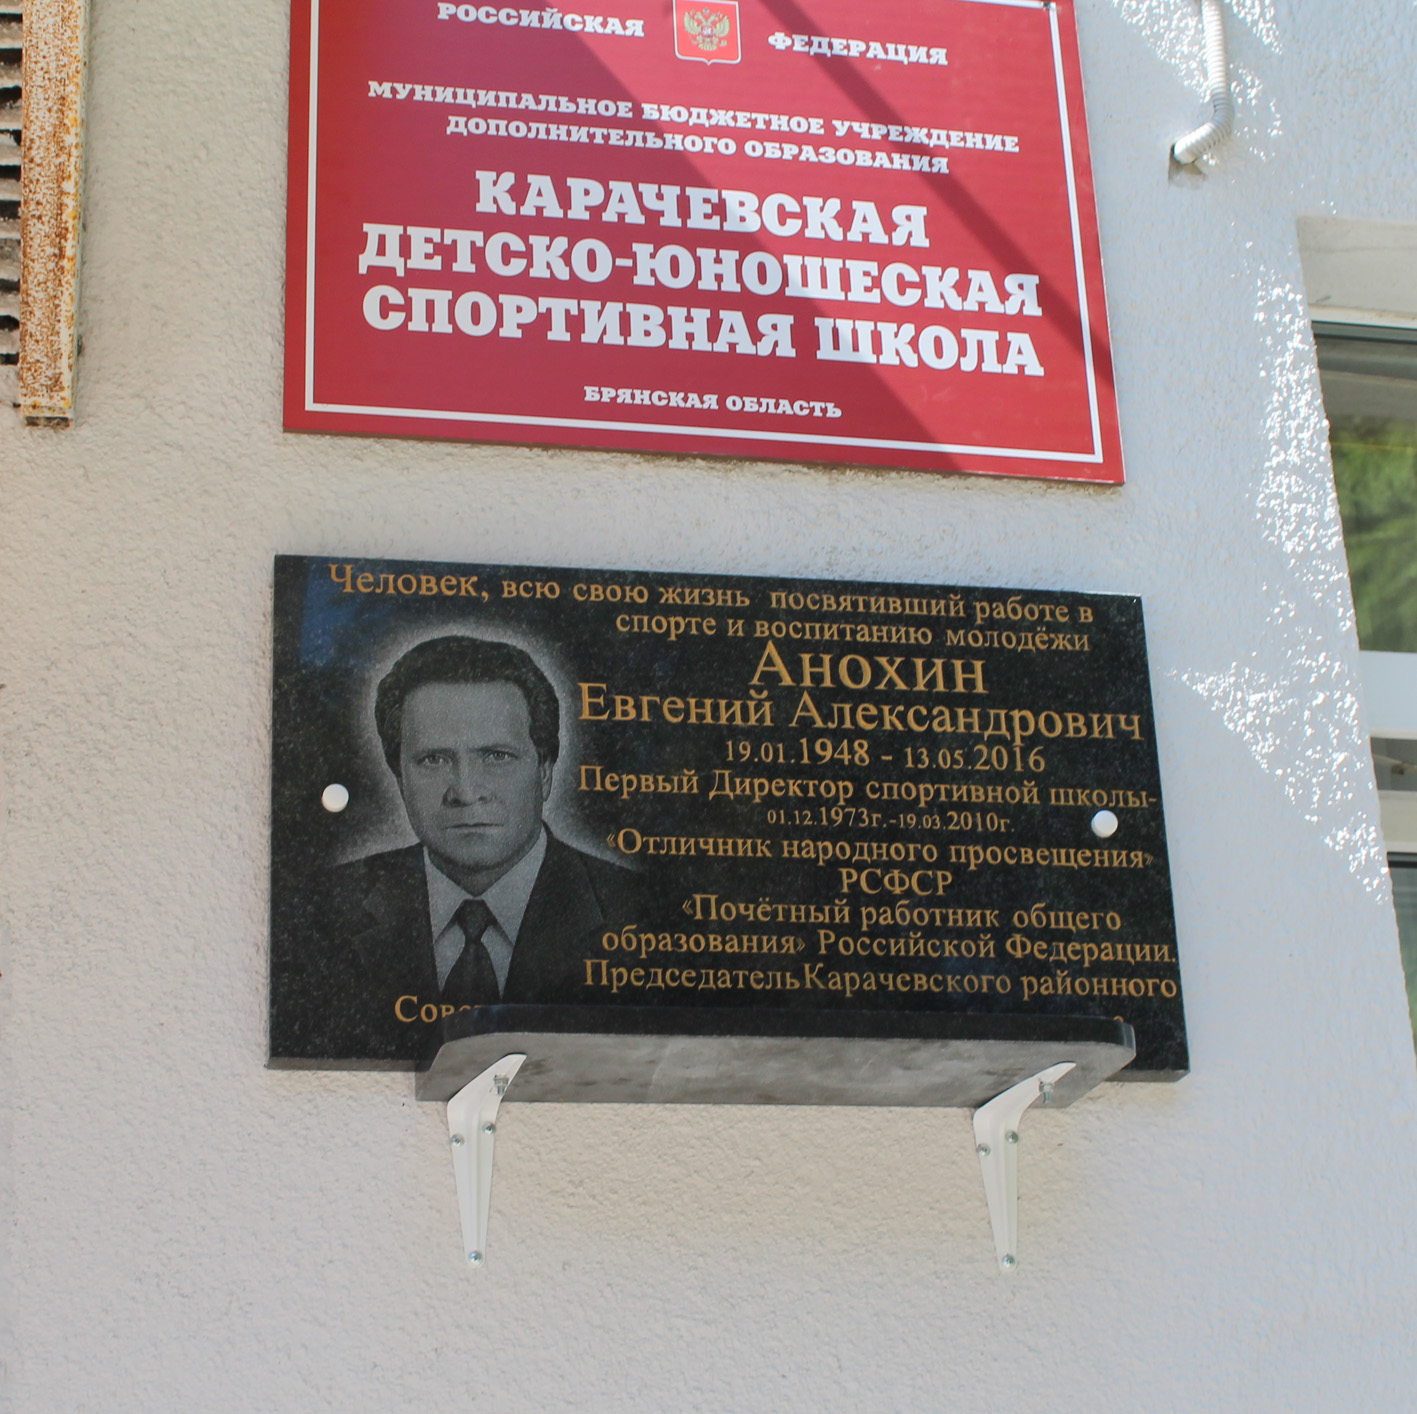 РОССИЙСКАЯ ФЕДЕРАЦИЯ
МУНИЦИПАЛЬНОЕ БЮДЖЕТНОЕ УЧРЕЖДЕНИЕ
ДОПОЛНИТЕЛЬНОГО ОБРАЗОВАНИЯ
КАРАЧЕВСКАЯ
ДЕТСКО-ЮНОШЕСКАЯ
СПОРТИВНАЯ ШКОЛА
БРЯНСКАЯ ОБЛАСТЬ
Человек, всю свою жизнь посвятивший работе в
спорте и воспитанию молодёжи
Анохин
Евгений Александрович
19.01.1948 - 13.05.2016
Первый Директор спортивной школы-
01.12.1973г.-19.03.2010г.
«Отличник народного просвещения»
РСФСР
«Почётный работник общего
образования» Российской Федерации.
Председатель Карачевского районного